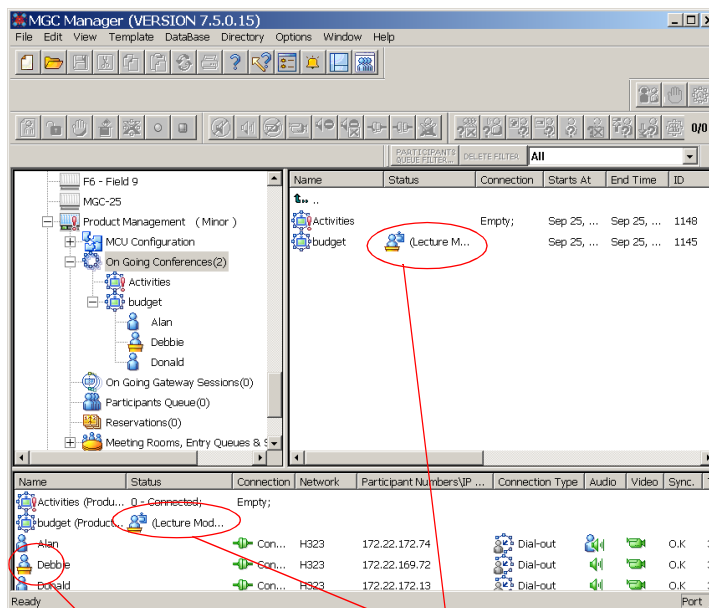 MGC Manager (VERSION 7.5.0.15)
File Edit View Template DataBase Directory Options Window Help
0/0
PARTICIPANTS QUEUE FILTER... DELETE FILTER All
F6 - Field 9
MGC-25
Product Management (Minor )
MCU Configuration
On Going Conferences(2)
Activities
budget
Alan
Debbie
Donald
On Going Gateway Sessions(0)
Participants Queue(0)
Reservations(0)
Meeting Rooms, Entry Queues & S
Name Status Connection Starts At End Time ID
..
Activities Empty; Sep 25, ... Sep 25, ... 1148
budget (Lecture M... Sep 25, ... Sep 25, ... 1145
Name Status Connection Network Participant Numbers\IP ... Connection Type Audio Video Sync.
Activities (Produ... 0 - Connected; Empty;
budget (Product... (Lecture Mod...
Alan Con... H323 172.22.172.74 Dial-out O.K
Debbie Con... H323 172.22.169.72 Dial-out O.K
Donald Con... H323 172.22.172.13 Dial-out O.K
Ready Port